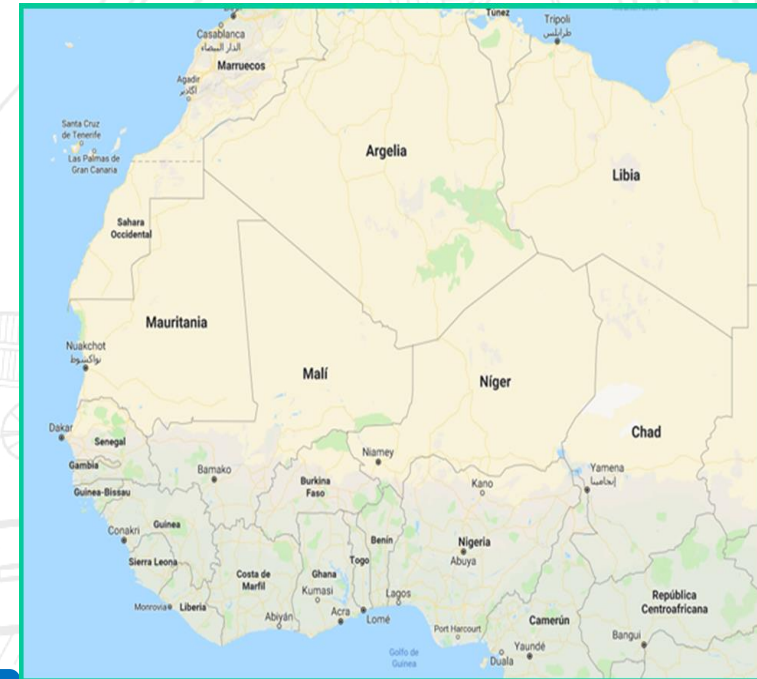 Túnez
Trípoli
طرابلس
Casablanca
الدار البيضاء
Marruecos
Agadir
أكادير
Santa Cruz
de Tenerife
Las Palmas de
Gran Canaria
Argelia
Libia
Sahara
Occidental
Mauritania
Nuakchot
نواكشوط
Malí
Níger
Chad
Dakar
Senegal
Gambia
Guinea-Bissau
Bamako
Niamey
Burkina
Faso
Kano
Yamena
إنجامينا
Conakri
Guinea
Sierra Leona
Monrovia
Liberia
Costa de
Marfil
Abiyán
Ghana
Kumasi
Acra
Togo
Benín
Lomé
Lagos
Nigeria
Abuya
Port Harcourt
Camerún
Yaundé
Duala
República
Centroafricana
Bangui
Golfo de
Guinea